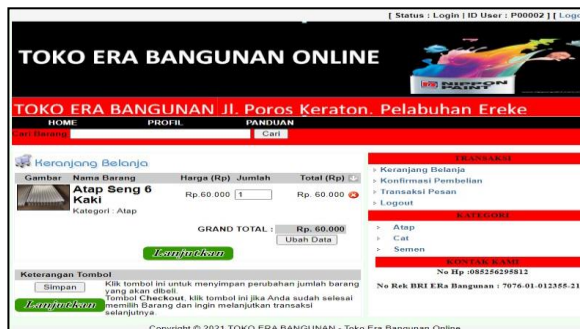 [ Status : Login | ID User : P00002 ] [ Logo
TOKO ERA BANGUNAN ONLINE
NIPPON PAINT
TOKO ERA BANGUNAN Jl. Poros Keraton. Pelabuhan Ereke
HOME PROFIL PANDUAN
Cari Barang Cari
Keranjang Belanja
Gambar Nama Barang Harga (Rp) Jumlah Total (Rp)
Atap Seng 6 Kaki Rp.60.000 1 Rp. 60.000
Kategori : Atap
GRAND TOTAL : Rp. 60.000
Ubah Data
Lanjutkan
Keterangan Tombol
Simpan Klik tombol ini untuk menyimpan perubahan jumlah barang yang akan dibeli.
Lanjutkan Tombol Checkout, klik tombol ini jika Anda sudah selesai memilih Barang dan ingin melanjutkan transaksi selanjutnya.
TRANSAKSI
Keranjang Belanja
Konfirmasi Pembelian
Transaksi Pesan
Logout
KATEGORI
Atap
Cat
Semen
KONTAK KAMI
No Hp :085256295812
No Rek BRI ERa Bangunan : 7076-01-012355-21
Copyright © 2021 TOKO ERA BANGUNAN - Toko Era Bangunan Online